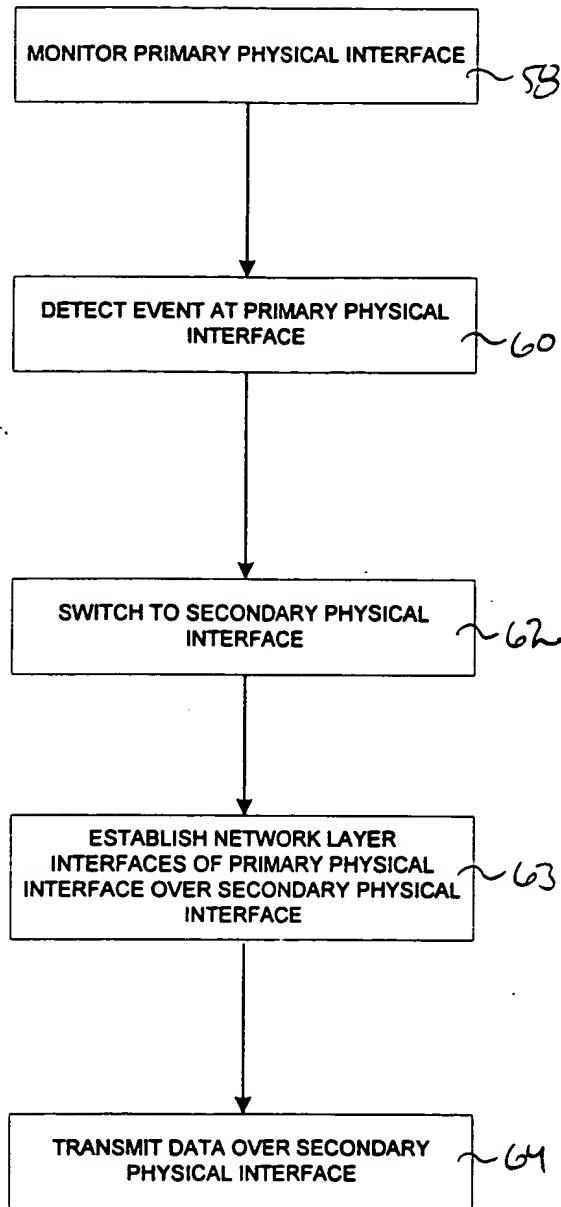 MONITOR PRIMARY PHYSICAL INTERFACE
58
DETECT EVENT AT PRIMARY PHYSICAL
INTERFACE
60
SWITCH TO SECONDARY PHYSICAL
INTERFACE
62
ESTABLISH NETWORK LAYER
INTERFACES OF PRIMARY PHYSICAL
INTERFACE OVER SECONDARY PHYSICAL
INTERFACE
63
TRANSMIT DATA OVER SECONDARY
PHYSICAL INTERFACE
64